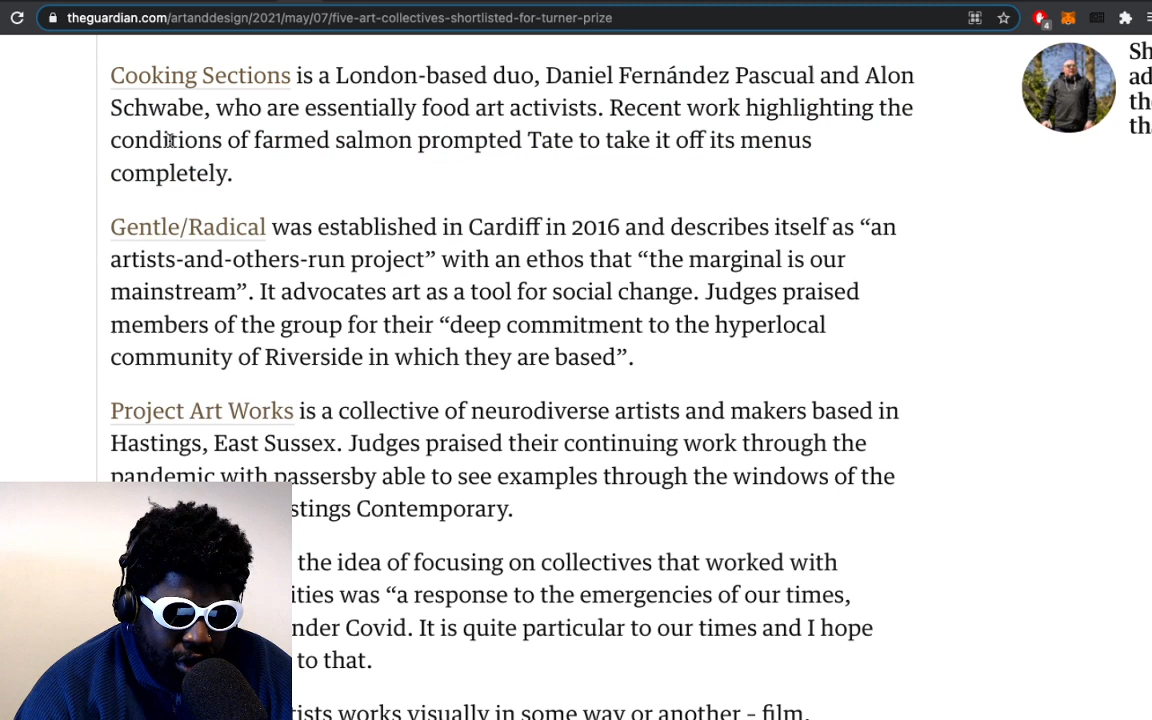 theguardian.com/artanddesign/2021/may/07/five-art-collectives-shortlisted-for-turner-prize
4
Cooking Sections is a London-based duo, Daniel Fernández Pascual and Alon
Schwabe, who are essentially food art activists. Recent work highlighting the
conditions of farmed salmon prompted Tate to take it off its menus
completely.
Gentle/Radical was established in Cardiff in 2016 and describes itself as “an
artists-and-others-run project” with an ethos that “the marginal is our
mainstream”. It advocates art as a tool for social change. Judges praised
members of the group for their “deep commitment to the hyperlocal
community of Riverside in which they are based”.
Project Art Works is a collective of neurodiverse artists and makers based in
Hastings, East Sussex. Judges praised their continuing work through the
pandemic with passersby able to see examples through the windows of the
stings Contemporary.
the idea of focusing on collectives that worked with
ities was “a response to the emergencies of our times,
nder Covid. It is quite particular to our times and I hope
to that.
ists works visually in some way or another – film,
Sh
ad
the
tha